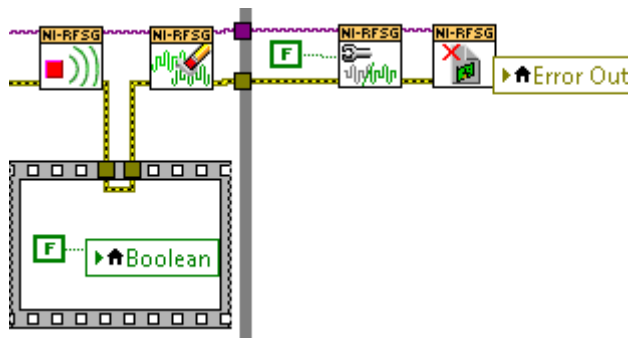 NI-RFSG
NI-RFSG
NI-RFSG
NI-RFSG
F
Error Out
F
Boolean